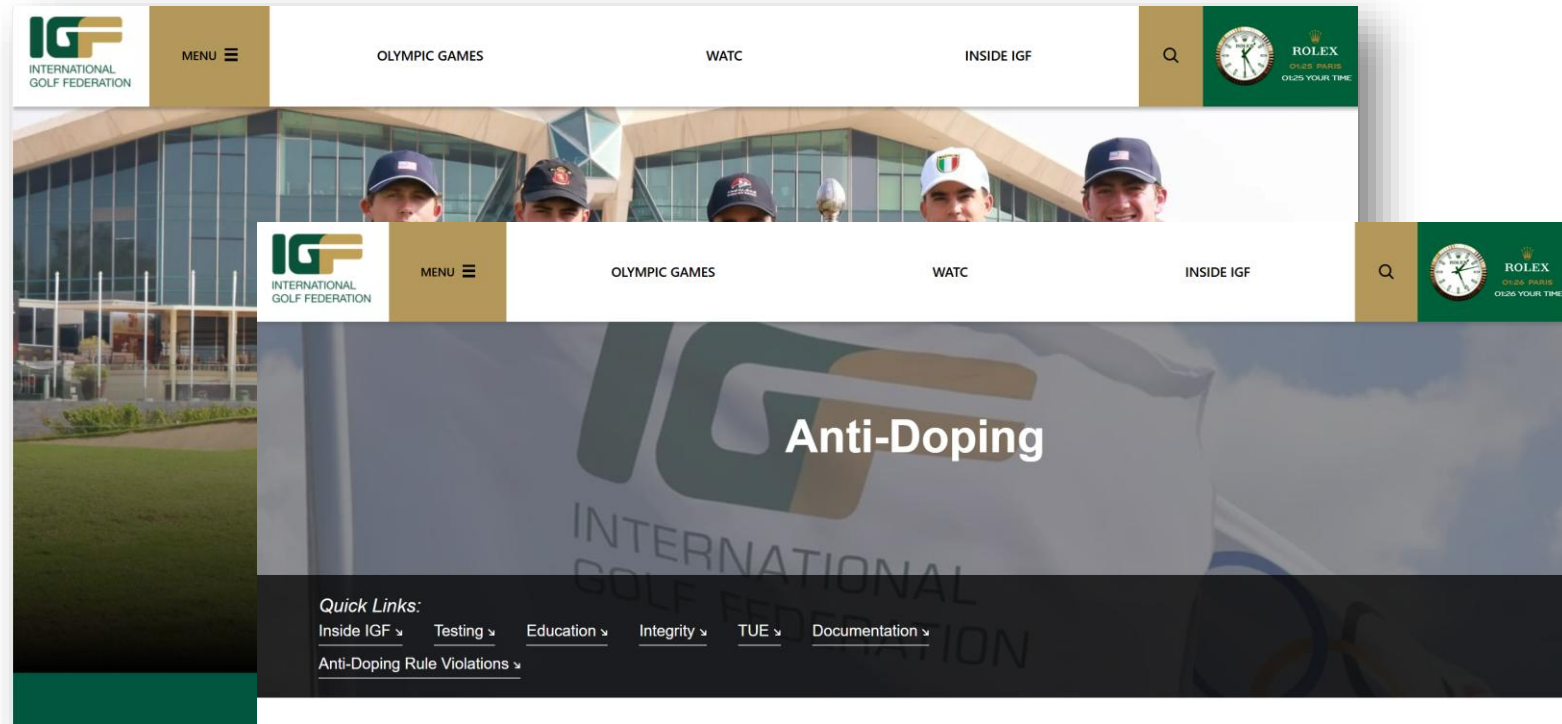 IGF
INTERNATIONAL
GOLF FEDERATION
MENU
OLYMPIC GAMES
WATC
INSIDE IGF
ROLEX
01:25 PARIS
01:25 YOUR TIME
IGF
INTERNATIONAL
GOLF FEDERATION
MENU
OLYMPIC GAMES
WATC
INSIDE IGF
ROLEX
01:26 PARIS
01:26 YOUR TIME
Anti-Doping
INTERNATIONAL
GOLF FEDERATION
Quick Links:
Inside IGF Testing Education Integrity TUE Documentation
Anti-Doping Rule Violations